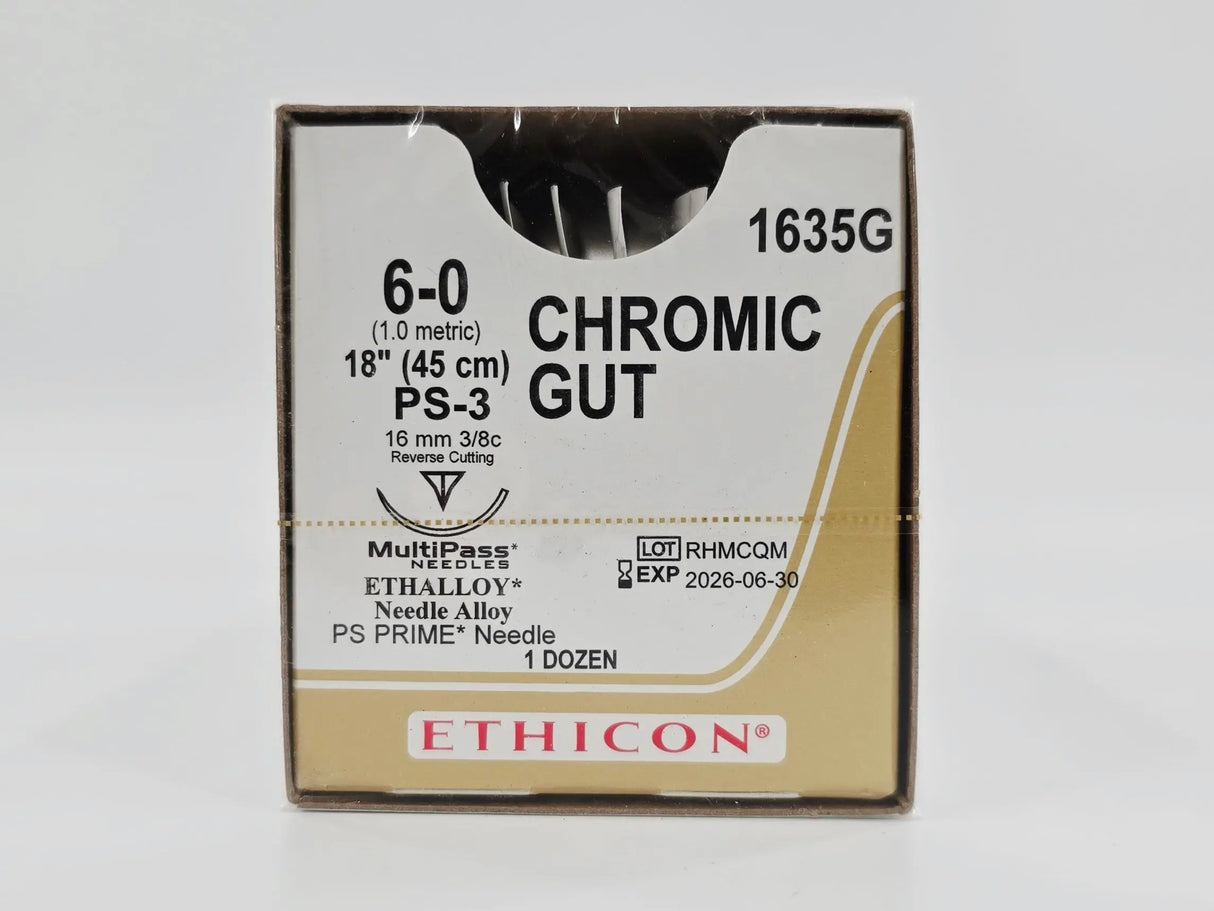 1635G
6-0
(1.0 metric)
18" (45 cm)
PS-3
16 mm 3/8c
Reverse Cutting
CHROMIC
GUT
MultiPass*
NEEDLES
ETHALLOY*
Needle Alloy
PS PRIME* Needle
1 DOZEN
LOT RHMCQM
EXP 2026-06-30
ETHICON®